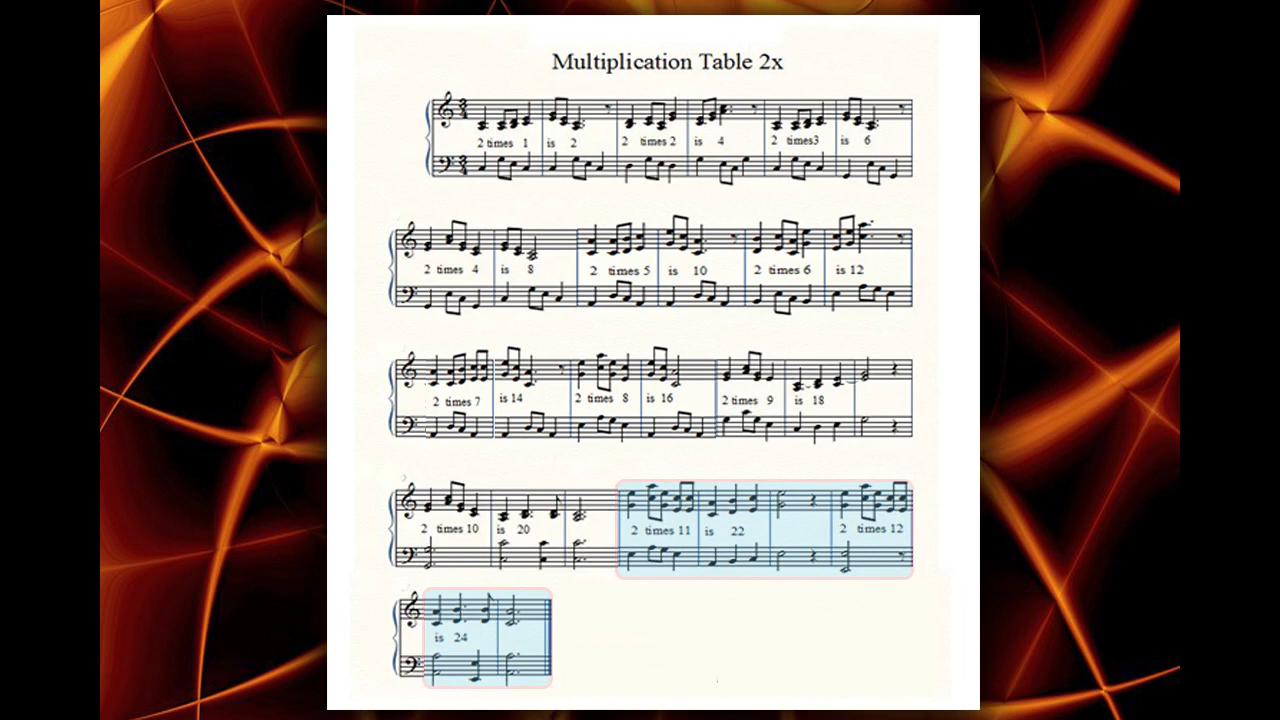 Multiplication Table 2x
2 times 1 is 2 2 times 2 is 4 2 times3 is 6
2 times 4 is 8 2 times 5 is 10 2 times 6 is 12
2 times 7 is 14 2 times 8 is 16 2 times 9 is 18
2 times 10 is 20 2 times 11 is 22 2 times 12
is 24